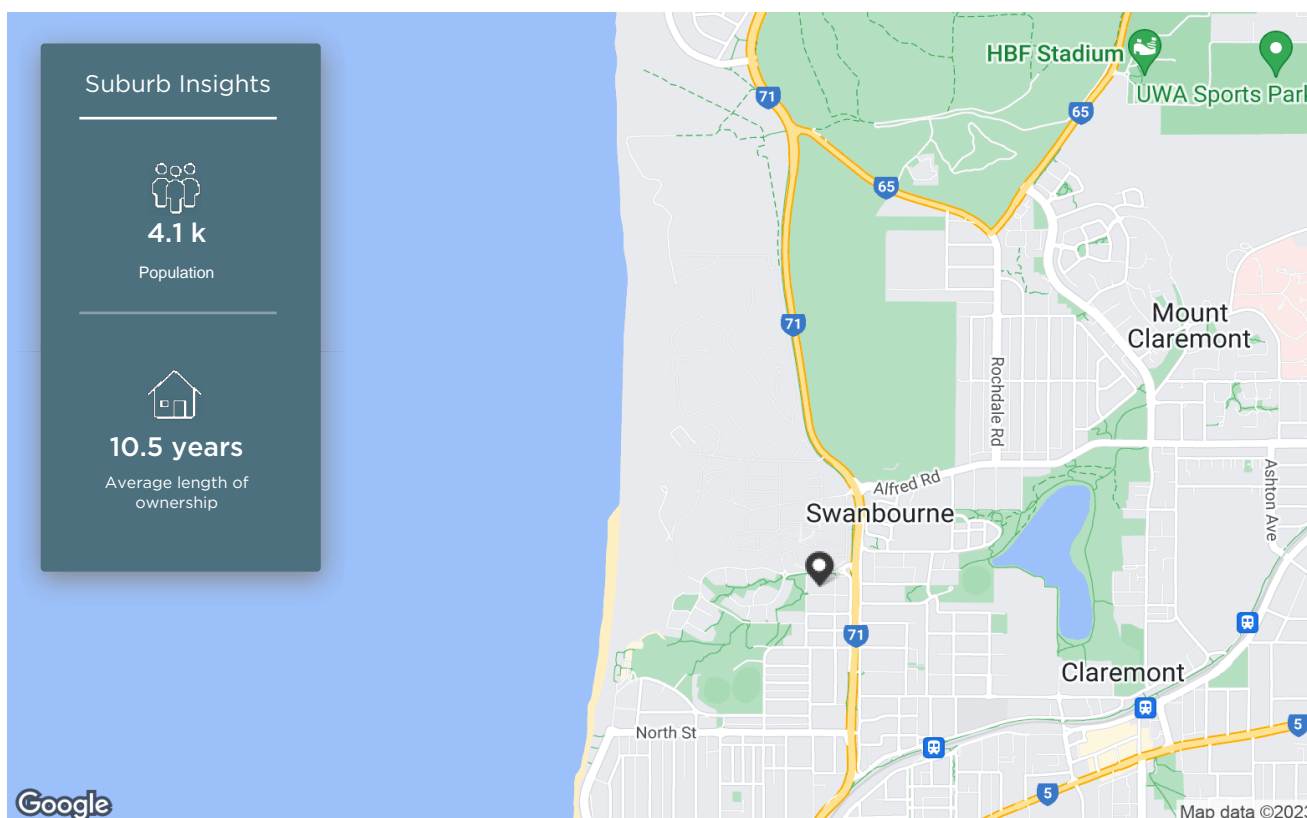 Suburb Insights
4.1 k
Population
10.5 years
Average length of
ownership
HBF Stadium
UWA Sports Park
71
65
65
71
Mount
Claremont
Rochdale Rd
Alfred Rd
Ashton Ave
Swanbourne
71
Claremont
North St
5
5
Google
Map data ©2023